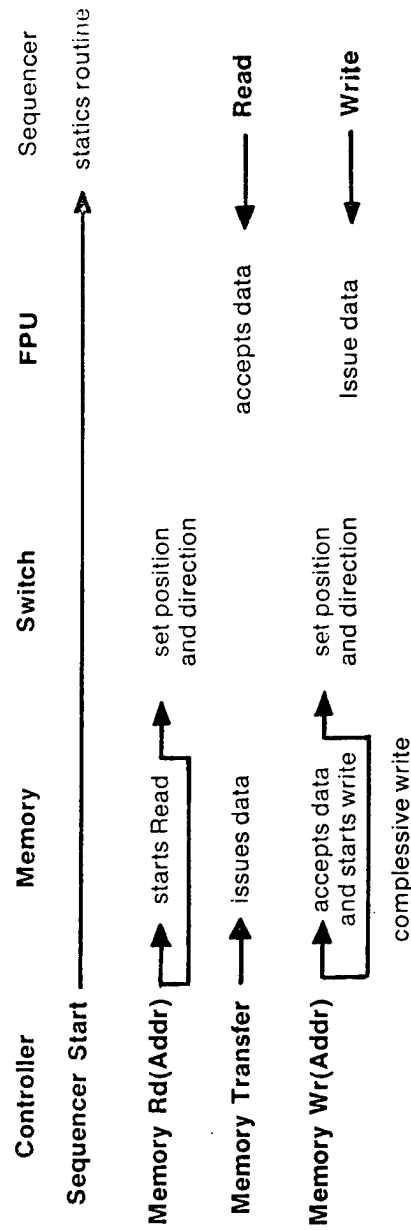 Controller Memory Switch FPU Sequencer
Sequencer Start statics routine
Memory Rd(Addr) starts Read set position
and direction
Memory Transfer issues data accepts data Read
Memory Wr(Addr) accepts data set position Issue data Write
and starts write and direction
complessive write